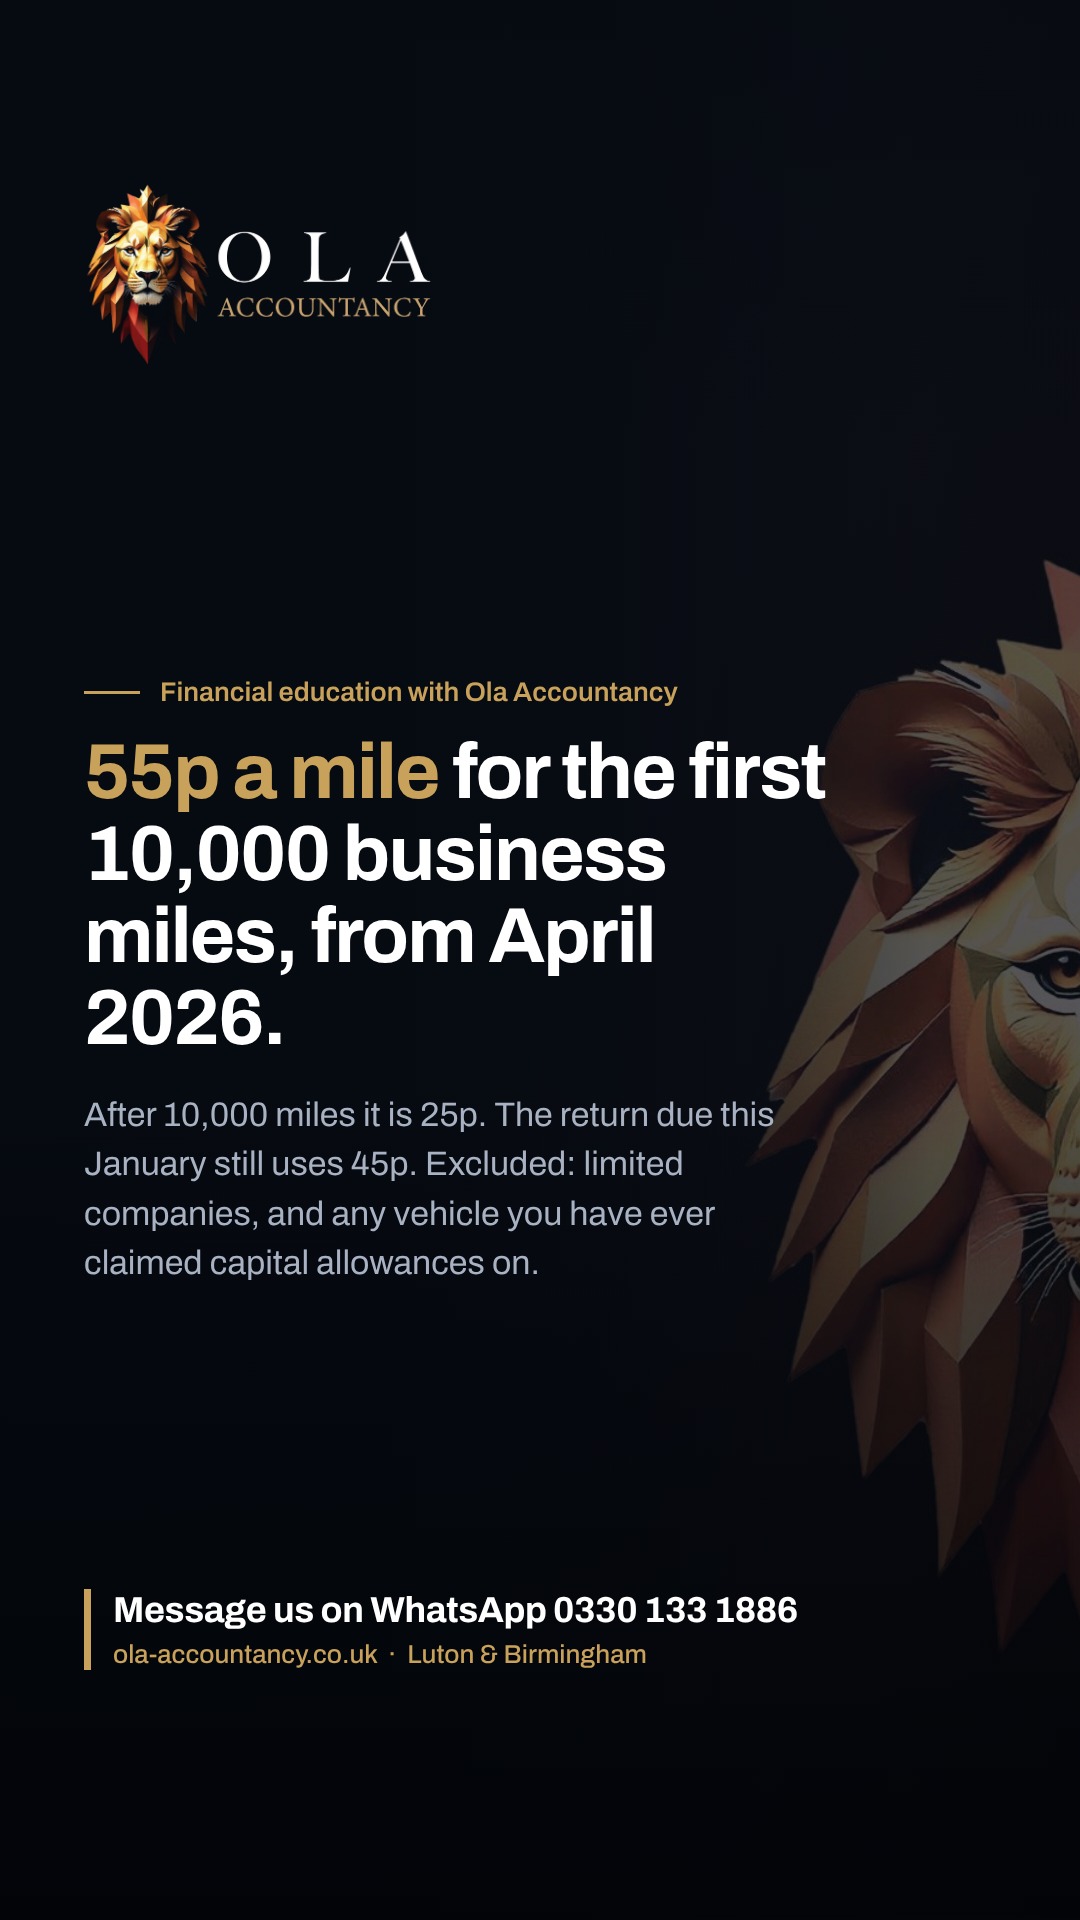 OLA
ACCOUNTANCY
Financial education with Ola Accountancy
55p a mile for the first
10,000 business
miles, from April
2026.
After 10,000 miles it is 25p. The return due this
January still uses 45p. Excluded: limited
companies, and any vehicle you have ever
claimed capital allowances on.
Message us on WhatsApp 0330 133 1886
ola-accountancy.co.uk · Luton & Birmingham